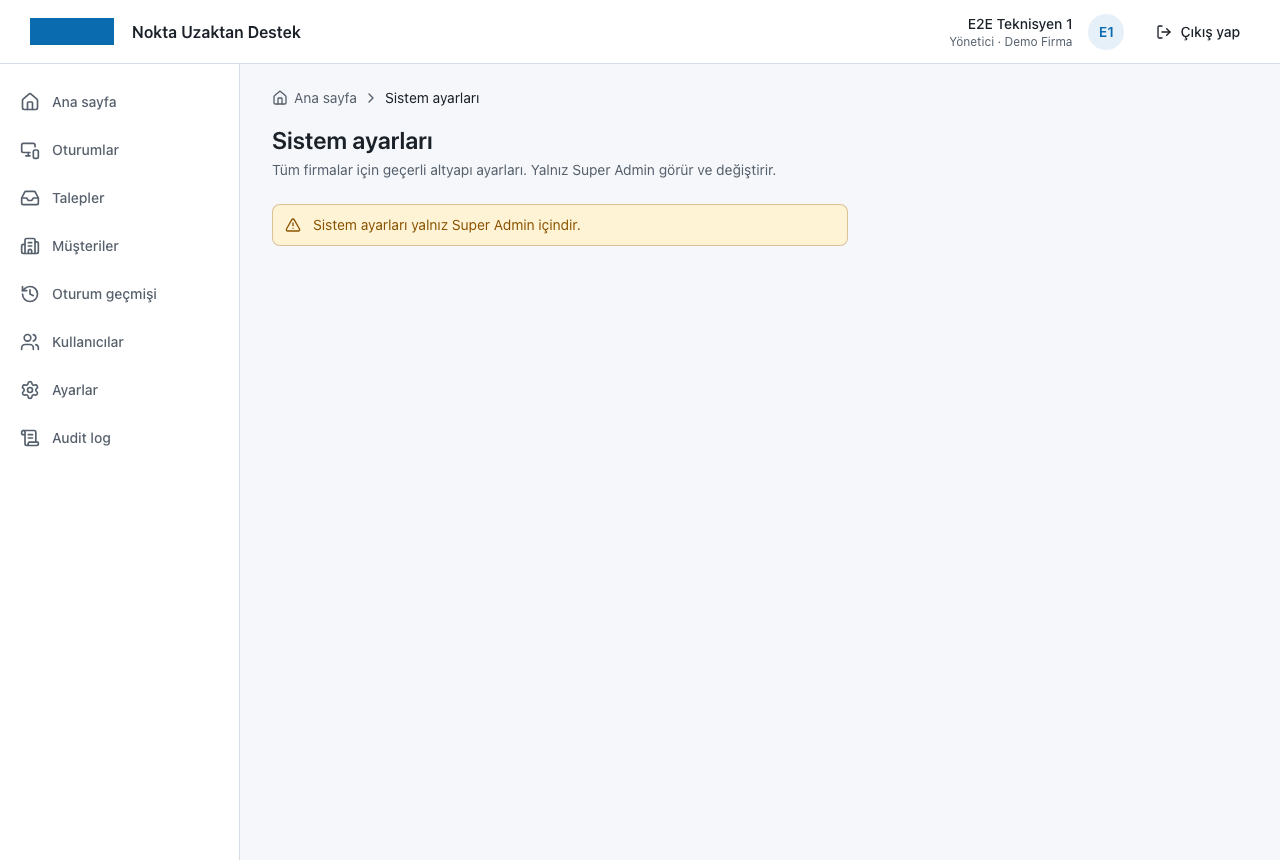 Nokta Uzaktan Destek
E2E Teknisyen 1
Yönetici · Demo Firma
E1
Çıkış yap
Ana sayfa
Oturumlar
Talepler
Müşteriler
Oturum geçmişi
Kullanıcılar
Ayarlar
Audit log
Ana sayfa > Sistem ayarları
Sistem ayarları
Tüm firmalar için geçerli altyapı ayarları. Yalnız Super Admin görür ve değiştirir.
Sistem ayarları yalnız Super Admin içindir.